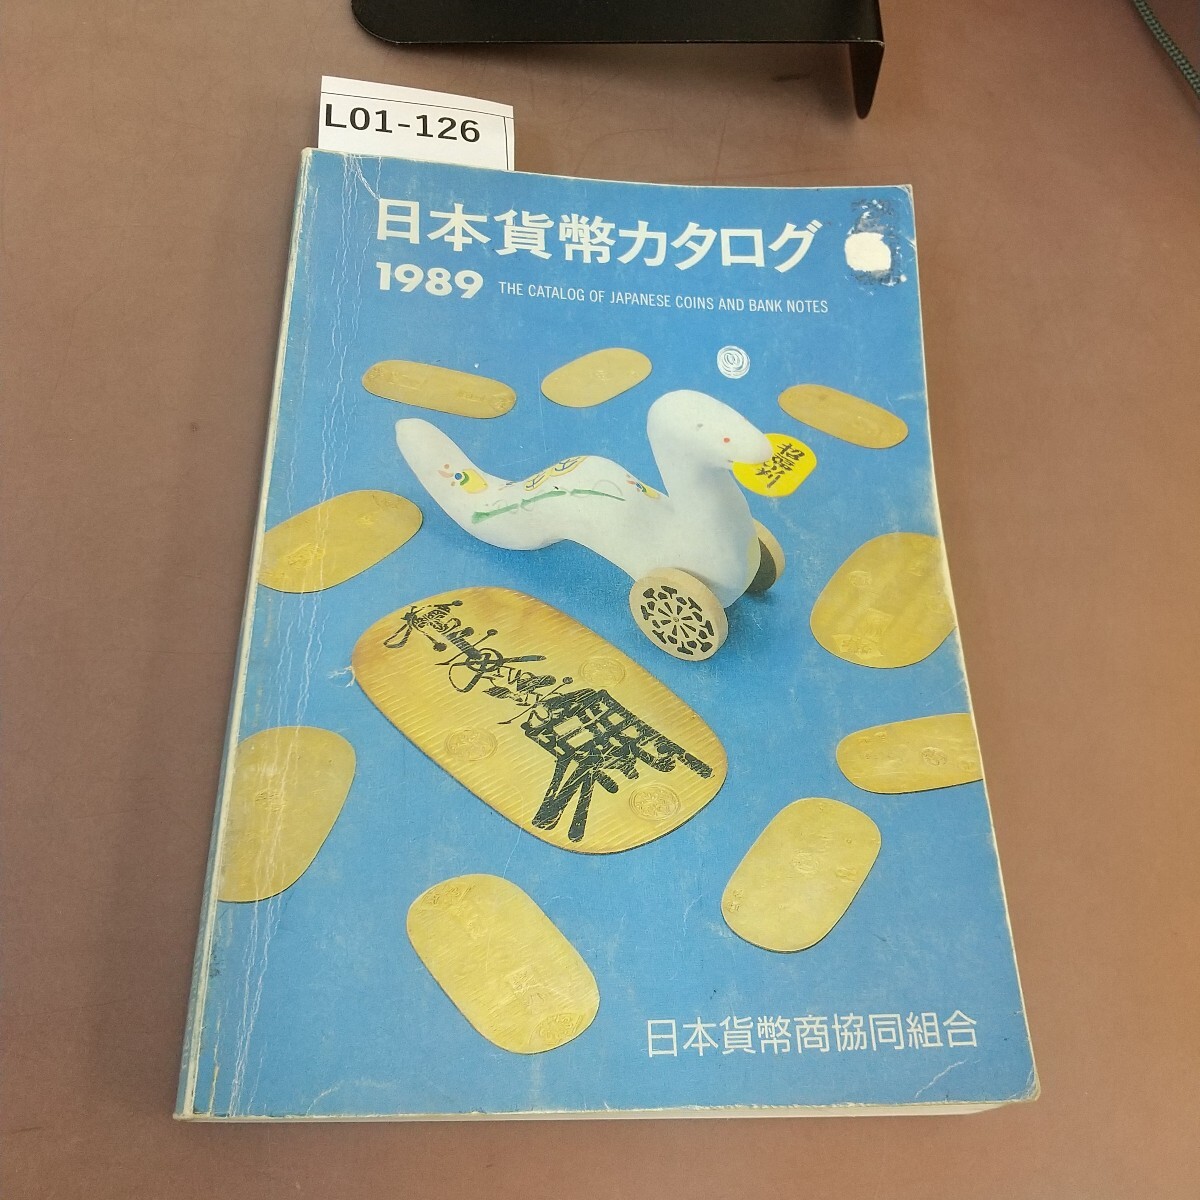 L01-126
日本貨幣カタログ
1989 THE CATALOG OF JAPANESE COINS AND BANK NOTES
日本貨幣商協同組合